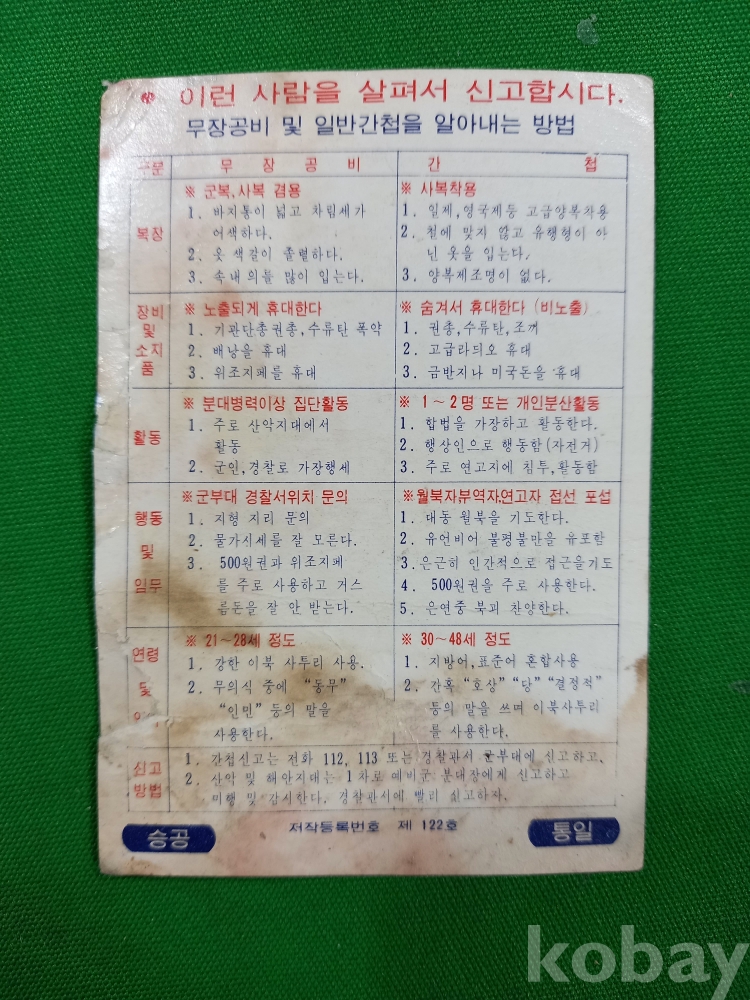 ※ 이런 사람을 살펴서 신고합시다.
무장공비 및 일반간첩을 알아내는 방법
구분 무장공비 간첩
복장
※ 군복,사복 겸용
1. 바지통이 넓고 차림세가
어색하다.
2. 옷 색갈이 졸렬하다.
3. 속내의를 많이 입는다.
※ 사복착용
1. 일제,영국제등 고급양복착용
2. 철에 맞지 않고 유행형이 아
닌 옷을 입는다.
3. 양복제조명이 없다.
장비
및
소지
품
※ 노출되게 휴대한다
1. 기관단총권총,수류탄 폭약
2. 배낭을 휴대
3. 위조지폐를 휴대
※ 숨겨서 휴대한다 (비노출)
1. 권총,수류탄,조끼
2. 고급라듸오 휴대
3. 금반지나 미국돈을 휴대
활동
※ 분대병력이상 집단활동
1. 주로 산악지대에서
활동
2. 군인,경찰로 가장행세
※ 1~2명 또는 개인분산활동
1. 합법을 가장하고 활동한다.
2. 행상인으로 행동함(자전거)
3. 주로 연고지에 침투,활동함
행동
및
임무
※군부대 경찰서위치 문의
1. 지형 지리 문의
2. 물가시세를 잘 모른다.
3. 500원권과 위조지폐
를 주로 사용하고 거스
름돈을 잘 안 받는다.
※월북자,부역자,연고자 접선 포섭
1. 대동 월북을 기도한다.
2. 유언비어 불평불만을 유포함
3.은근히 인간적으로 접근을기도
4. 500원권을 주로 사용한다.
5. 은연중 북괴 찬양한다.
연령
및
※ 21~28세 정도
1. 강한 이북 사투리 사용.
2. 무의식 중에 "동무"
"인민" 등의 말을
사용한다.
※ 30~48세 정도
1. 지방어,표준어 혼합사용
2. 간혹 "호상" "당" "결정적"
등의 말을 쓰며 이북사투리
를 사용한다.
신고
방법
1. 간첩신고는 전화 112, 113 또는 경찰관서 군부대에 신고하고,
2. 산악 및 해안지대는 1차로 예비군 분대장에게 신고하고
미행 및 감시한다. 경찰관서에 빨리 신고하자.
승공
저작등록번호 제 122호
통일
kobay